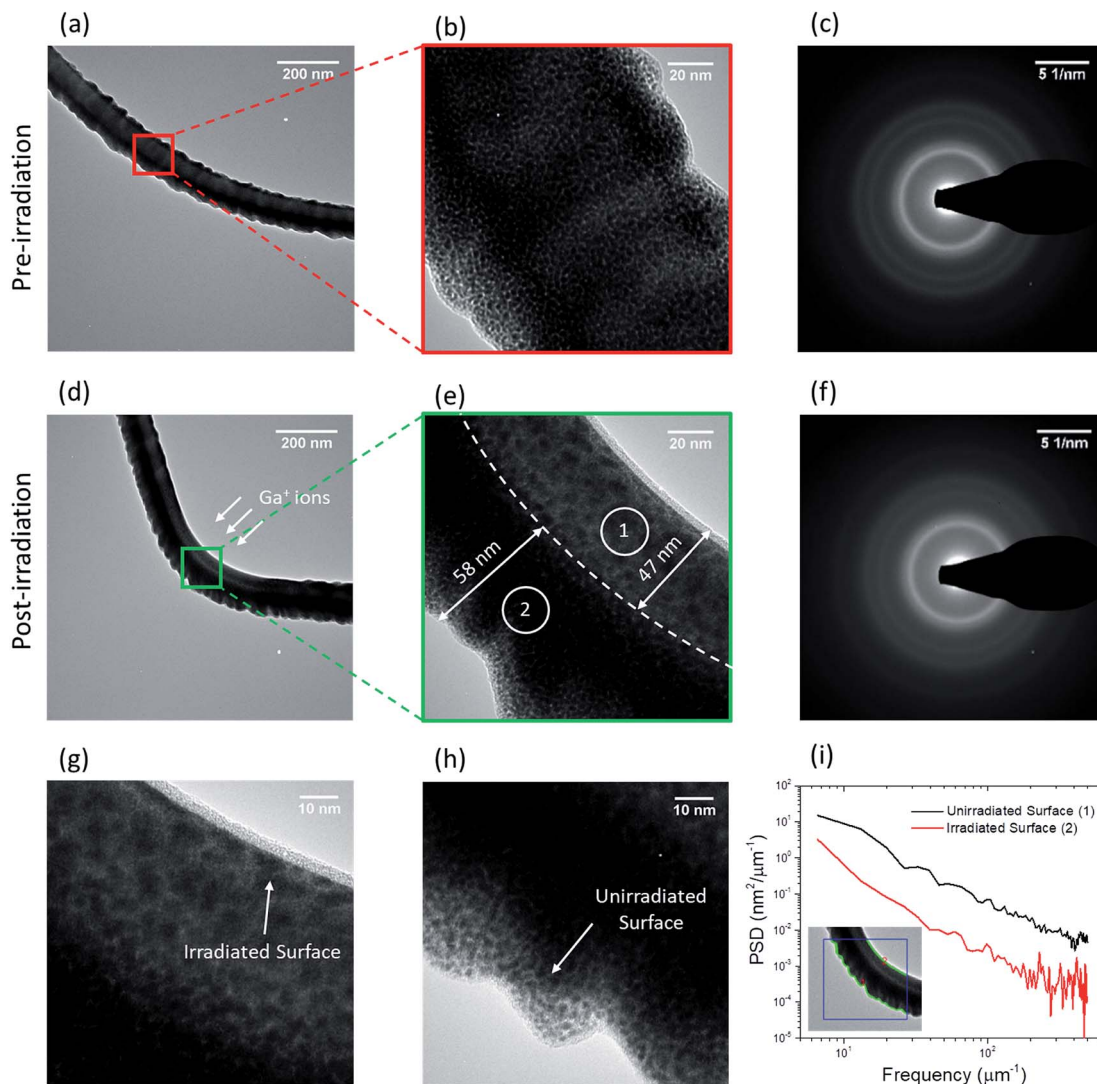 (a)
(b)
(c)
Pre-irradiation
200 nm
20 nm
5 1/nm
(d)
(e)
(f)
Post-irradiation
200 nm
Ga⁺ ions
20 nm
1
47 nm
58 nm
2
5 1/nm
(g)
(h)
(i)
10 nm
Irradiated Surface
10 nm
Unirradiated
Surface
Unirradiated Surface (1)
Irradiated Surface (2)
PSD (nm²/μm⁻¹)
10²
10¹
10⁰
10⁻¹
10⁻²
10⁻³
10⁻⁴
10⁻⁵
10¹
10²
Frequency (μm⁻¹)